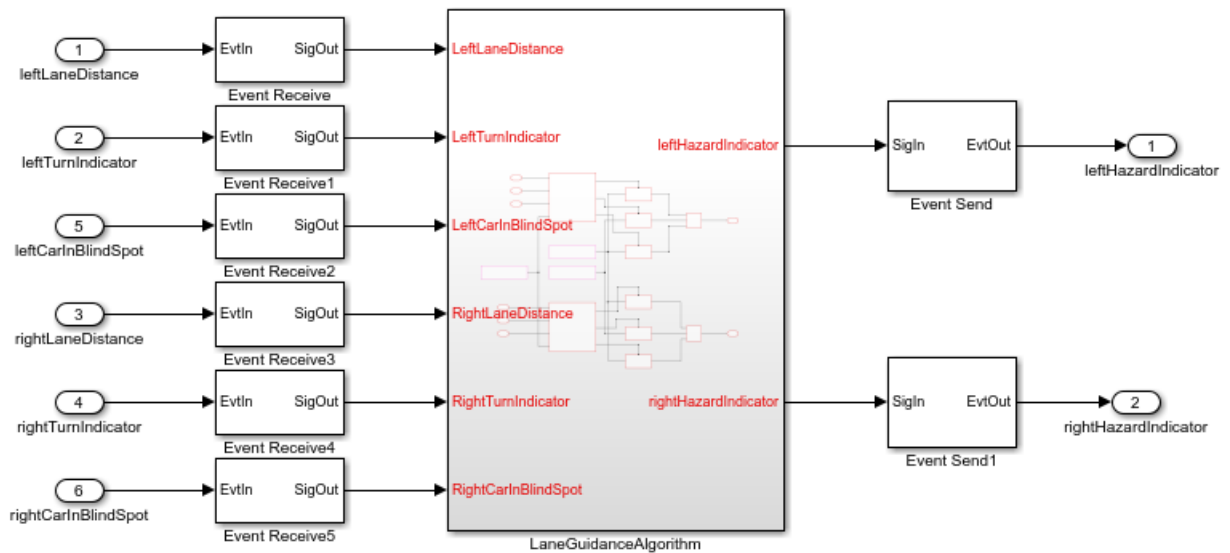 1
EvtIn SigOut
LeftLaneDistance
leftLaneDistance
Event Receive
2
EvtIn SigOut
LeftTurnIndicator
leftTurnIndicator
Event Receive1
5
EvtIn SigOut
LeftCarInBlindSpot
leftCarInBlindSpot
Event Receive2
3
EvtIn SigOut
RightLaneDistance
rightLaneDistance
Event Receive3
4
EvtIn SigOut
RightTurnIndicator
rightTurnIndicator
Event Receive4
6
EvtIn SigOut
RightCarInBlindSpot
rightCarInBlindSpot
Event Receive5
leftHazardIndicator
rightHazardIndicator
LaneGuidanceAlgorithm
SigIn EvtOut
Event Send
1
leftHazardIndicator
SigIn EvtOut
Event Send1
2
rightHazardIndicator